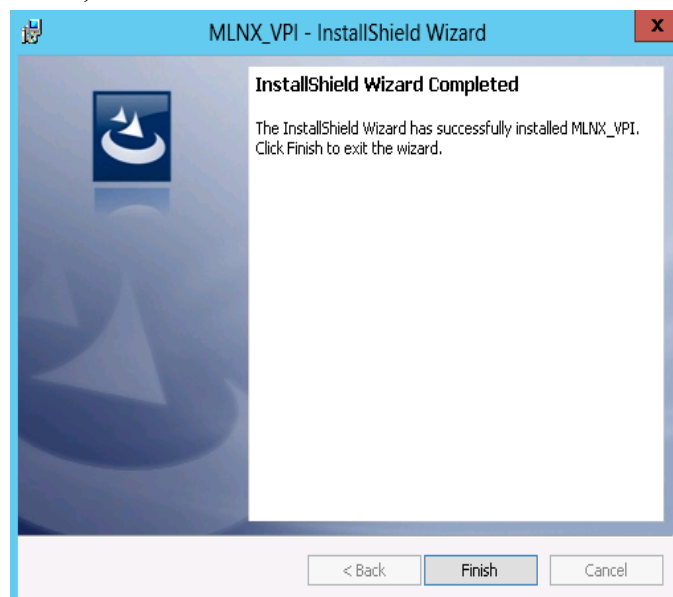 MLNX_VPI - InstallShield Wizard
x
InstallShield Wizard Completed
The InstallShield Wizard has successfully installed MLNX_VPI.
Click Finish to exit the wizard.
< Back
Finish
Cancel